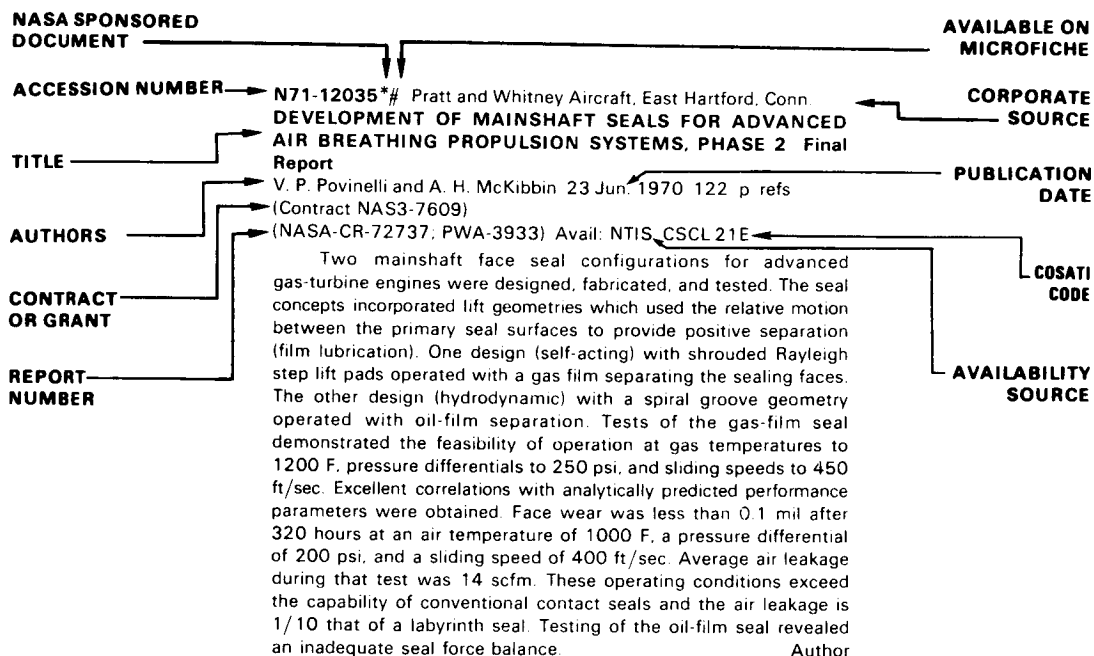 NASA SPONSORED
DOCUMENT
AVAILABLE ON
MICROFICHE
ACCESSION NUMBER
N71-12035*# Pratt and Whitney Aircraft, East Hartford, Conn.
CORPORATE
SOURCE
DEVELOPMENT OF MAINSHAFT SEALS FOR ADVANCED
AIR BREATHING PROPULSION SYSTEMS, PHASE 2 Final
Report
TITLE
V. P. Povinelli and A. H. McKibbin 23 Jun. 1970 122 p refs
PUBLICATION
DATE
(Contract NAS3-7609)
AUTHORS
(NASA-CR-72737; PWA-3933) Avail: NTIS CSCL 21E
COSATI
CODE
CONTRACT
OR GRANT
REPORT
NUMBER
AVAILABILITY
SOURCE
Two mainshaft face seal configurations for advanced
gas-turbine engines were designed, fabricated, and tested. The seal
concepts incorporated lift geometries which used the relative motion
between the primary seal surfaces to provide positive separation
(film lubrication). One design (self-acting) with shrouded Rayleigh
step lift pads operated with a gas film separating the sealing faces.
The other design (hydrodynamic) with a spiral groove geometry
operated with oil-film separation. Tests of the gas-film seal
demonstrated the feasibility of operation at gas temperatures to
1200 F, pressure differentials to 250 psi, and sliding speeds to 450
ft/sec. Excellent correlations with analytically predicted performance
parameters were obtained. Face wear was less than 0.1 mil after
320 hours at an air temperature of 1000 F, a pressure differential
of 200 psi, and a sliding speed of 400 ft/sec. Average air leakage
during that test was 14 scfm. These operating conditions exceed
the capability of conventional contact seals and the air leakage is
1/10 that of a labyrinth seal. Testing of the oil-film seal revealed
an inadequate seal force balance. Author